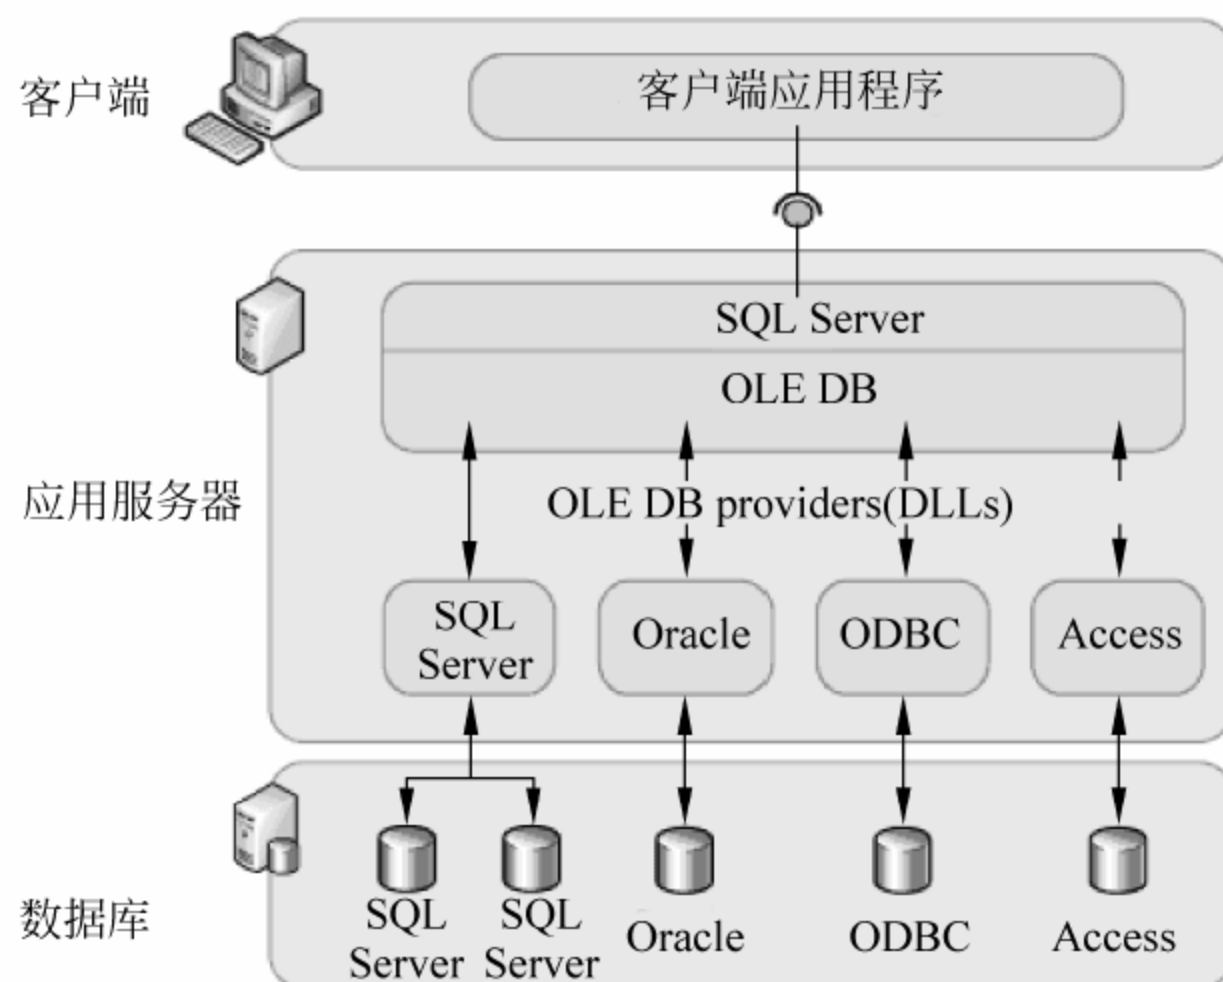 客户端
客户端应用程序
SQL Server
OLE DB
应用服务器
OLE DB providers(DLLs)
SQL
Server
Oracle
ODBC
Access
数据库
SQL
Server
SQL
Server
Oracle
ODBC
Access